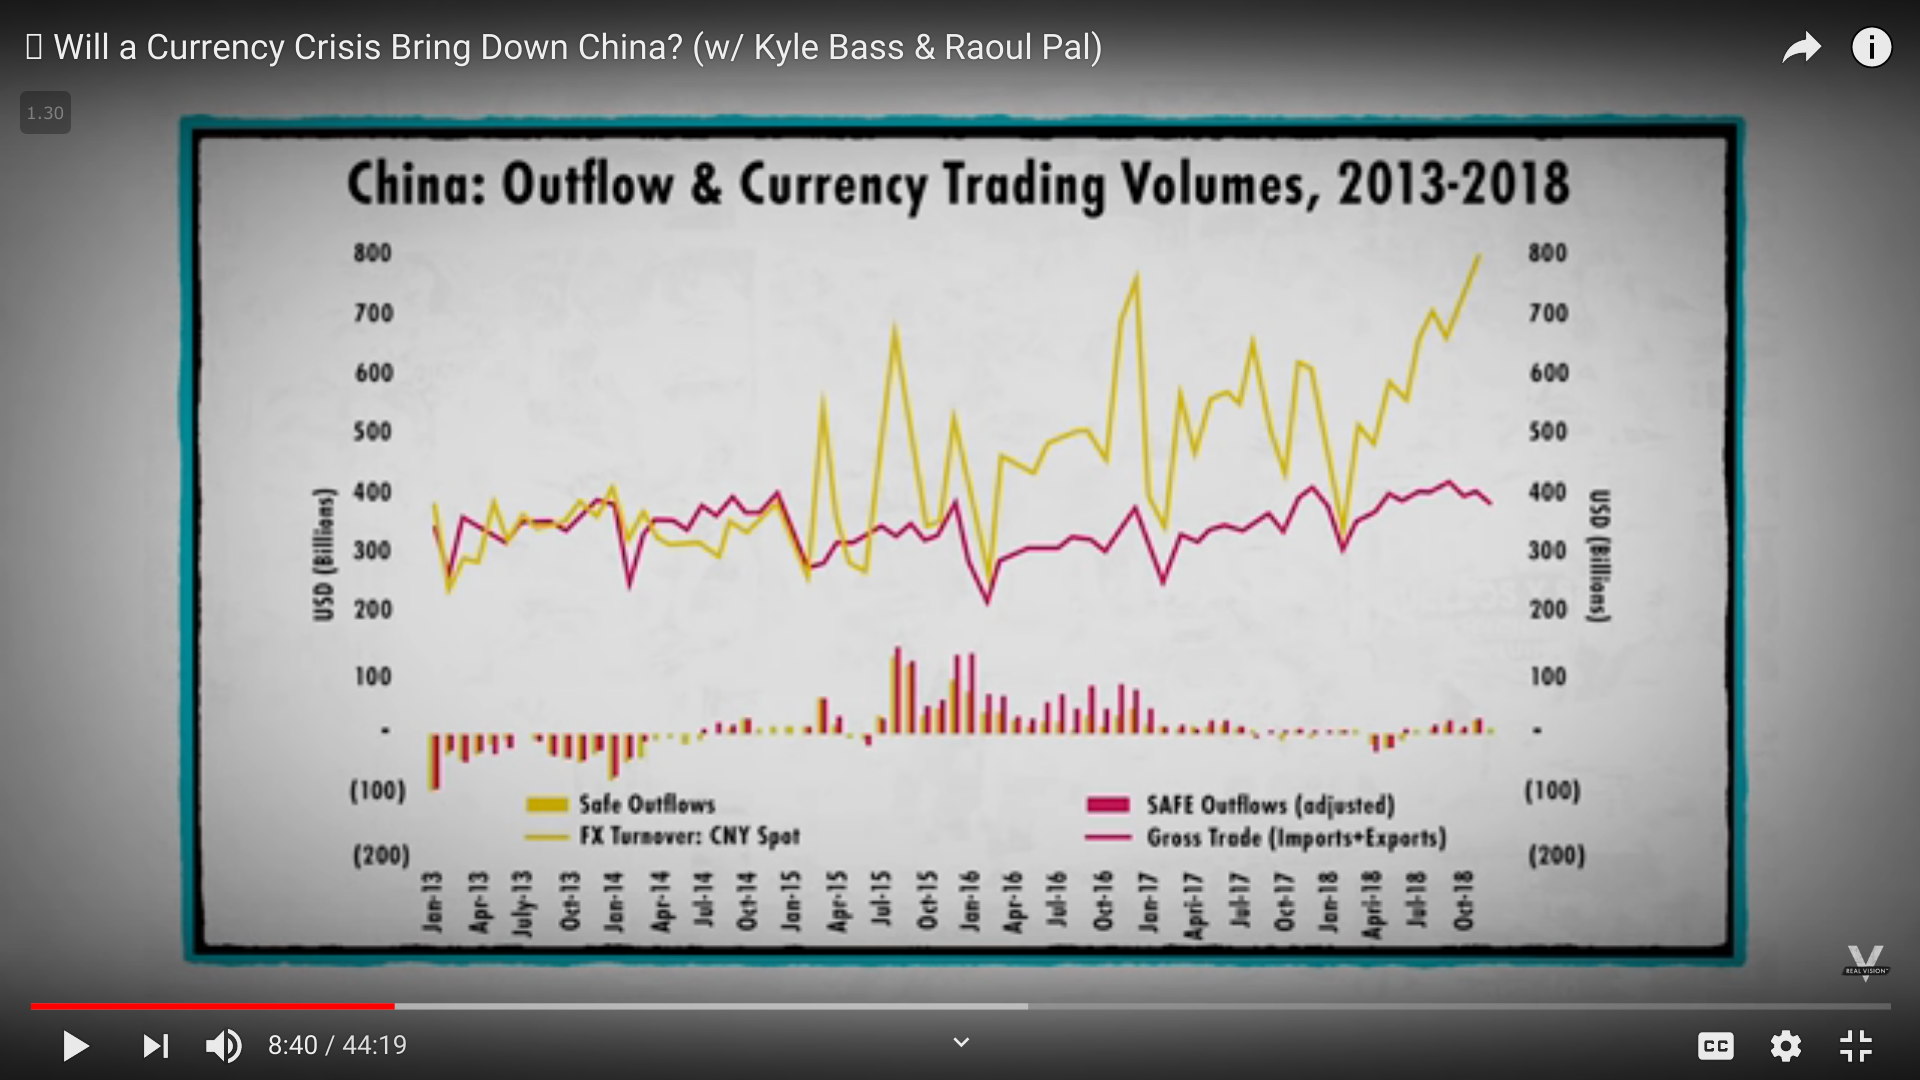 Will a Currency Crisis Bring Down China? (w/ Kyle Bass & Raoul Pal)
1.30
China: Outflow & Currency Trading Volumes, 2013-2018
800
700
600
500
400
300
200
100
-
(100)
(200)
USD (Billions)
800
700
600
500
400
300
200
100
-
(100)
(200)
USD (Billions)
Safe Outflows
SAFE Outflows (adjusted)
FX Turnover: CNY Spot
Gross Trade (Imports+Exports)
Jan-13
Apr-13
July-13
Oct-13
Jan-14
Apr-14
Jul-14
Oct-14
Jan-15
Apr-15
Jul-15
Oct-15
Jan-16
Apr-16
Jul-16
Oct-16
Jan-17
Apri-17
Jul-17
Oct-17
Jan-18
Apri-18
Jul-18
Oct-18
REAL VISION
8:40 / 44:19
CC